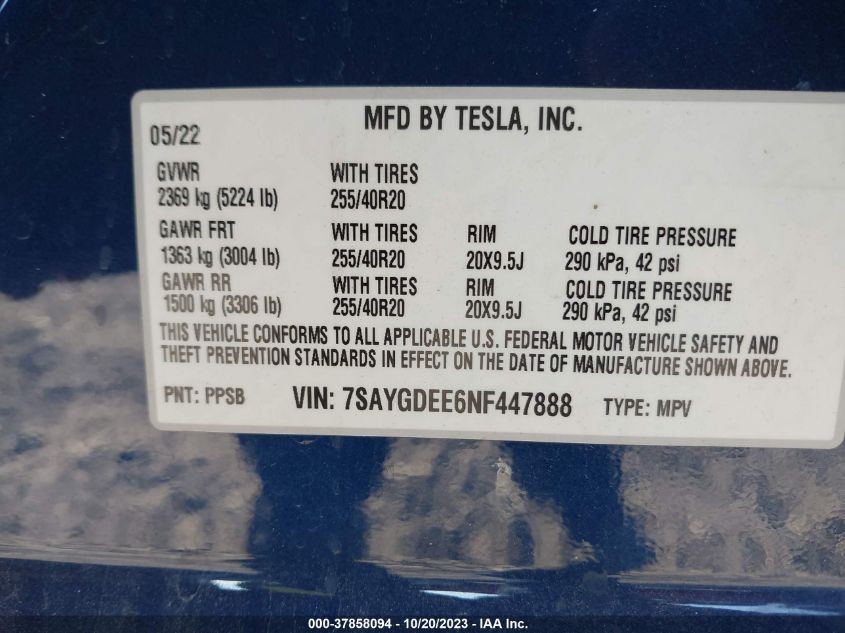 MFD BY TESLA, INC.
05/22
GVWR WITH TIRES
2369 kg (5224 lb) 255/40R20
GAWR FRT WITH TIRES RIM COLD TIRE PRESSURE
1363 kg (3004 lb) 255/40R20 20X9.5J 290 kPa, 42 psi
GAWR RR WITH TIRES RIM COLD TIRE PRESSURE
1500 kg (3306 lb) 255/40R20 20X9.5J 290 kPa, 42 psi
THIS VEHICLE CONFORMS TO ALL APPLICABLE U.S. FEDERAL MOTOR VEHICLE SAFETY AND
THEFT PREVENTION STANDARDS IN EFFECT ON THE DATE OF MANUFACTURE SHOWN ABOVE.
PNT: PPSB VIN: 7SAYGDEE6NF447888 TYPE: MPV
000-37858094 - 10/20/2023 - IAA Inc.